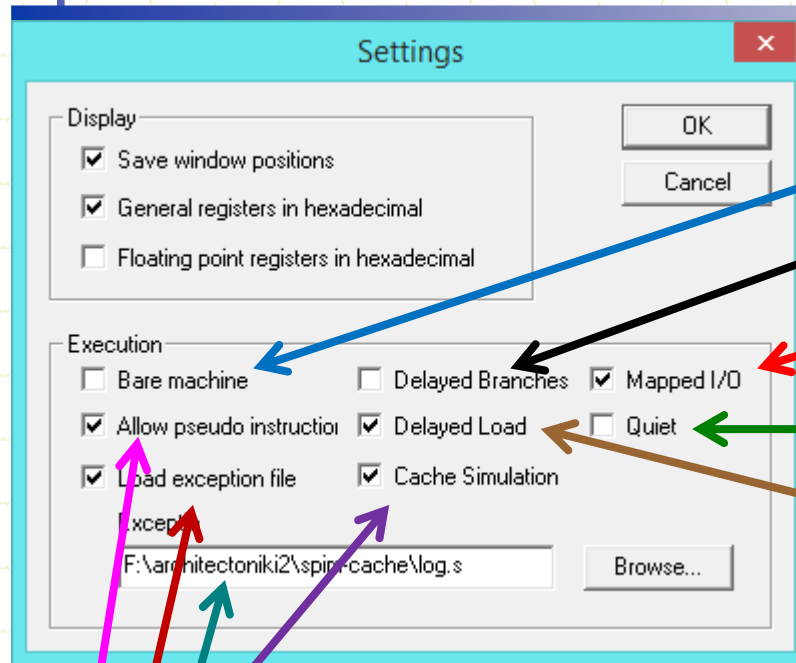 Settings
Display
OK
Save window positions
Cancel
General registers in hexadecimal
Floating point registers in hexadecimal
Execution
Bare machine
Delayed Branches
Mapped I/O
Allow pseudo instruction
Delayed Load
Quiet
Load exception file
Cache Simulation
F:\architectoniki2\spim-cache\log.s
Browse...